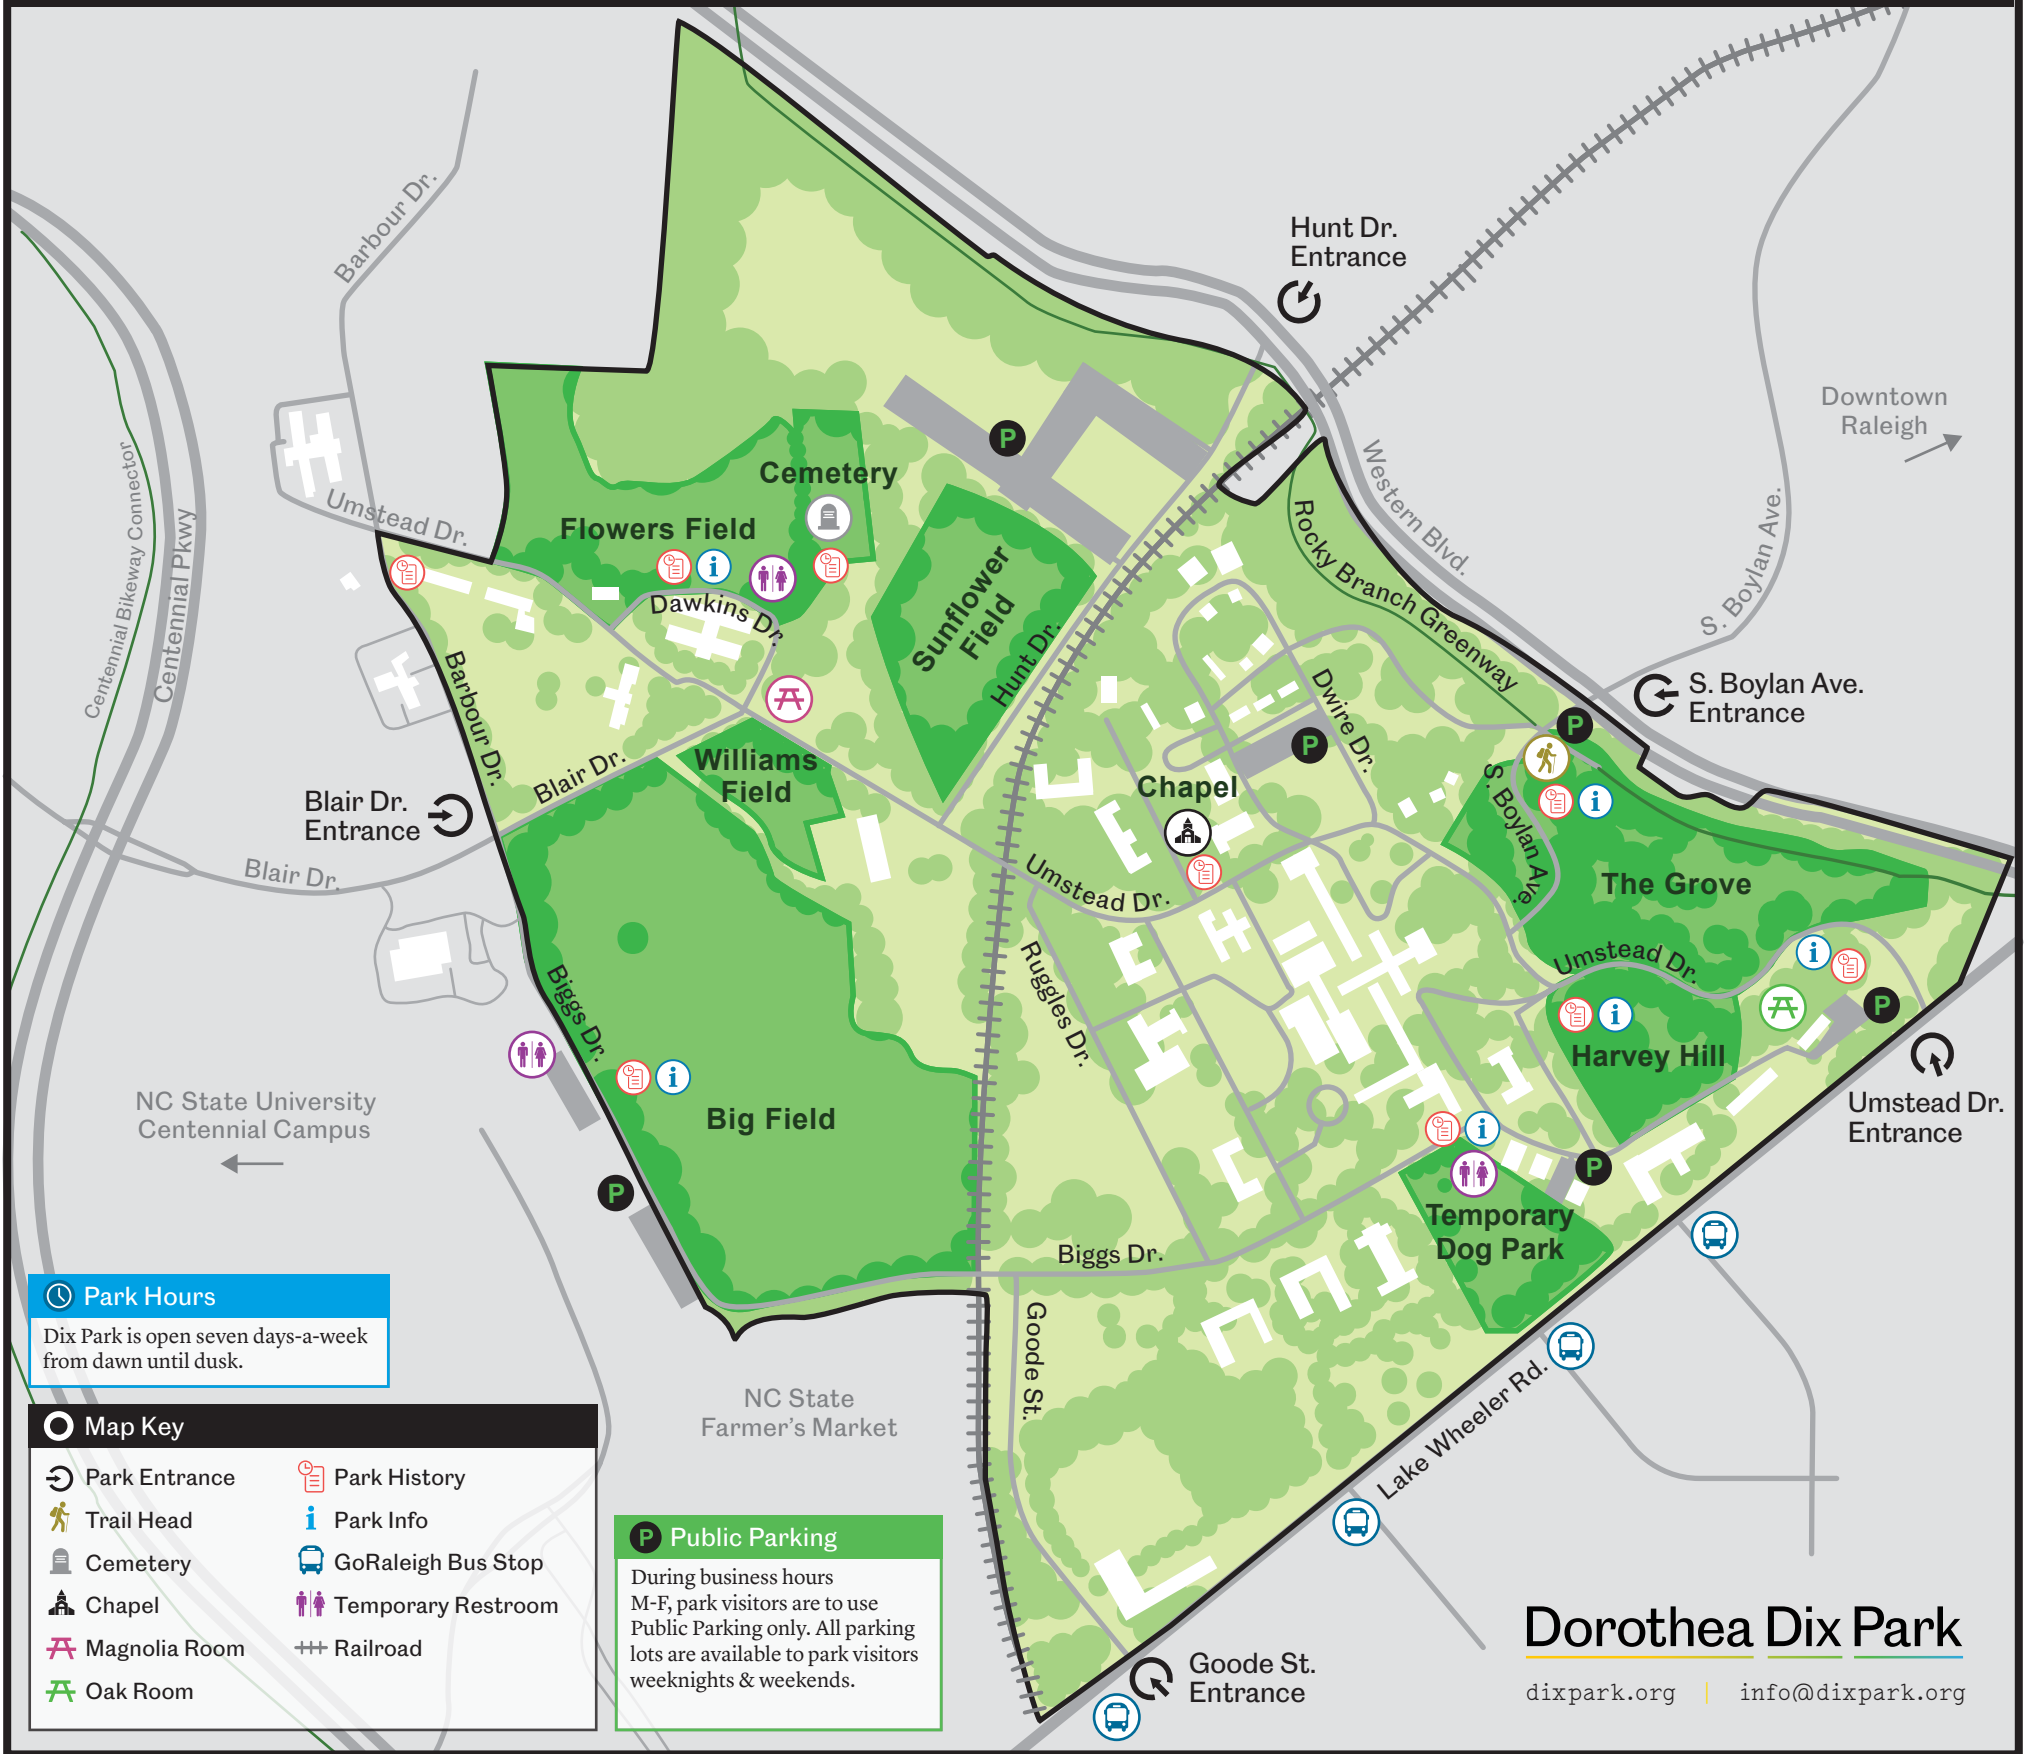 Barbour Dr.
Hunt Dr.
Entrance
Downtown
Raleigh
Western Blvd.
S. Boylan Ave.
Centennial Bikeway Connector
Centennial Pkwy
Umstead Dr.
Cemetery
Flowers Field
Dawkins Dr.
Sunflower
Field
Hunt Dr.
Rocky Branch Greenway
P
S. Boylan Ave.
Entrance
Barbour Dr.
Blair Dr.
Williams
Field
Dwire Dr.
P
P
Chapel
S. Boylan Ave.
Blair Dr.
Entrance
Blair Dr.
Umstead Dr.
The Grove
Umstead Dr.
Ruggles Dr.
Biggs Dr.
P
Harvey Hill
Umstead Dr.
Entrance
NC State University
Centennial Campus
Big Field
P
P
Temporary
Dog Park
Biggs Dr.
Goode St.
Lake Wheeler Rd.
NC State
Farmer's Market
Goode St.
Entrance
Park Hours
Dix Park is open seven days-a-week
from dawn until dusk.
Map Key
Park Entrance
Trail Head
Cemetery
Chapel
Magnolia Room
Oak Room
Park History
i Park Info
GoRaleigh Bus Stop
Temporary Restroom
Railroad
P Public Parking
During business hours
M-F, park visitors are to use
Public Parking only. All parking
lots are available to park visitors
weeknights & weekends.
Dorothea Dix Park
dixpark.org | info@dixpark.org